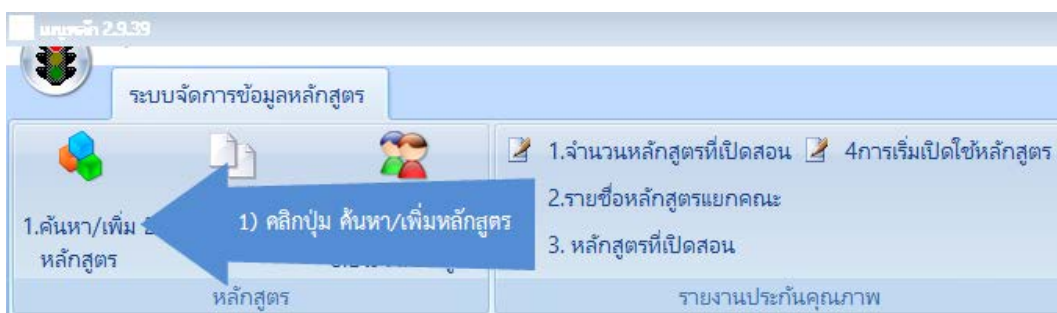 เมนูหลัก 2.9.39
ระบบจัดการข้อมูลหลักสูตร
1.ค้นหา/เพิ่ม
หลักสูตร
1) คลิกปุ่ม ค้นหา/เพิ่มหลักสูตร
หลักสูตร
1.จำนวนหลักสูตรที่เปิดสอน
4การเริ่มเปิดใช้หลักสูตร
2.รายชื่อหลักสูตรแยกคณะ
3. หลักสูตรที่เปิดสอน
รายงานประกันคุณภาพ